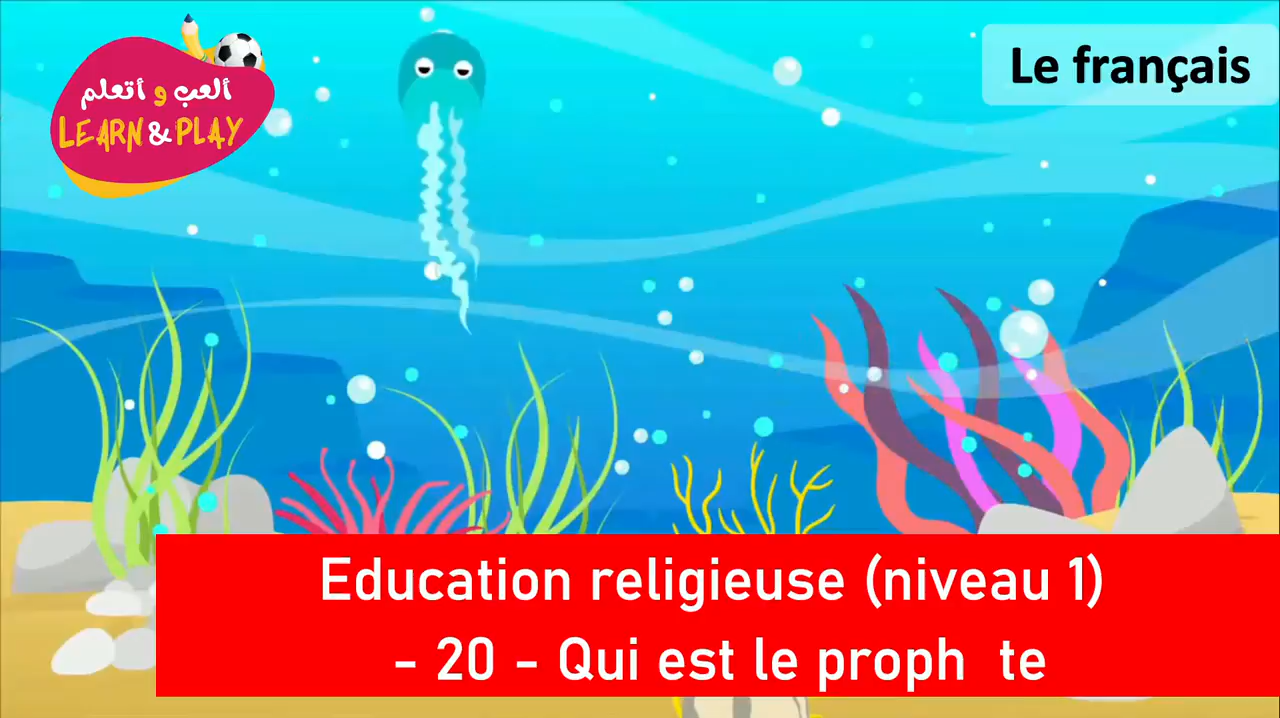 ألعب و أتعلم
LEARN & PLAY
Le français
Education religieuse (niveau 1)
- 20 - Qui est le proph te